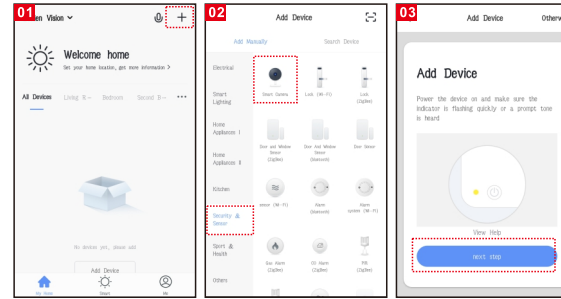 01
en Vision
Welcome home
Set your home location, get more information >
All Devices
Living R...
Bedroom
Second B...
No device yet, please add
Add Device
My Home
Smart
Me
02
Add Device
Add Manually
Search Device
Electrical
Smart
Lighting
Home
Appliances I
Home
Appliances II
Kitchen
Security &
Sensor
Sport &
Health
Others
Smart Camera
Lock (Wi-Fi)
Lock
(ZigBee)
Door and Window
Sensor
(ZigBee)
Door And Window
Sensor
(bluetooth)
Door Sensor
sensor (Wi-Fi)
Alarm
(bluetooth)
Alarm
system (Wi-Fi)
Gas Alarm
(ZigBee)
CO Alarm
(ZigBee)
PIR
(ZigBee)
03
Add Device
Otherw
Add Device
Power the device on and make sure the
indicator is flashing quickly or a prompt tone
is heard
View Help
next step